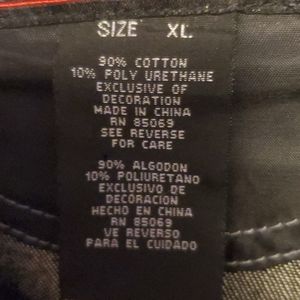 SIZE XL
90% COTTON
10% POLY URETHANE
EXCLUSIVE OF
DECORATION
MADE IN CHINA
RN 85069
SEE REVERSE
FOR CARE
90% ALGODON
10% POLIURETANO
EXCLUSIVO DE
DECORACION
HECHO EN CHINA
RN 85069
VE REVERSO
PARA EL CUIDADO